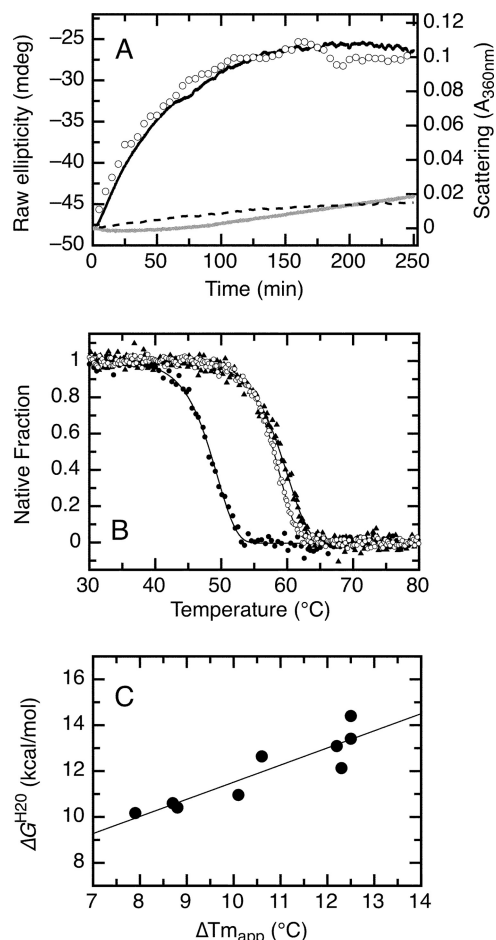 A
Raw ellipticity (mdeg)
−25
−30
−35
−40
−45
−50
0.12
0.1
0.08
0.06
0.04
0.02
0
Scattering (A360nm)
0 50 100 150 200 250
Time (min)
B
Native Fraction
1
0.8
0.6
0.4
0.2
0
30 40 50 60 70 80
Temperature (°C)
C
ΔG^H20 (kcal/mol)
16
14
12
10
8
7 8 9 10 11 12 13 14
ΔTmapp (°C)